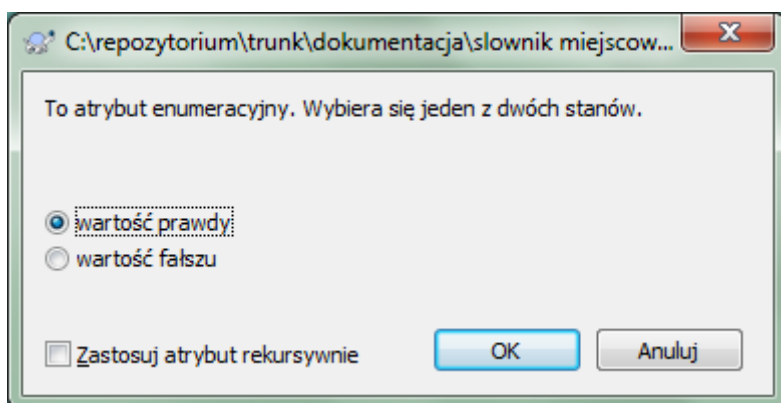 C:\repozytorium\trunk\dokumentacja\slownik miejscow...
To atrybut enumeracyjny. Wybiera się jeden z dwóch stanów.
wartość prawdy
wartość fałszu
Zastosuj atrybut rekursywnie
OK
Anuluj